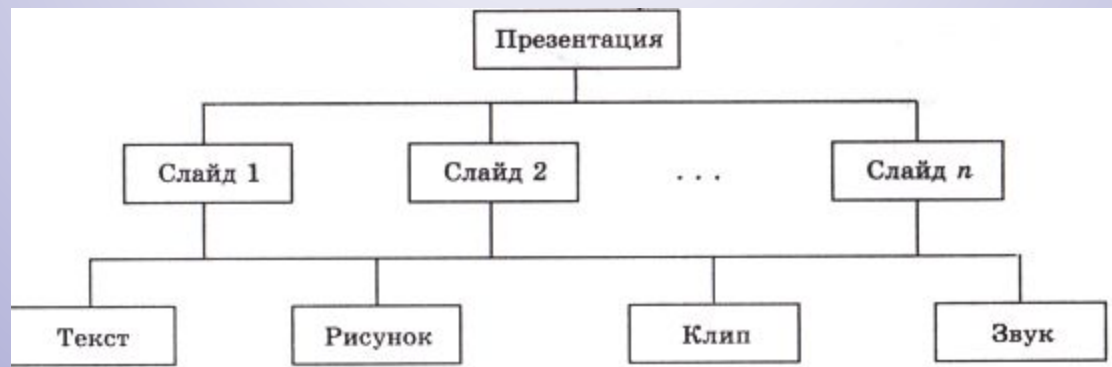 Презентация
Слайд 1 Слайд 2 . . . Слайд n
Текст Рисунок Клип Звук